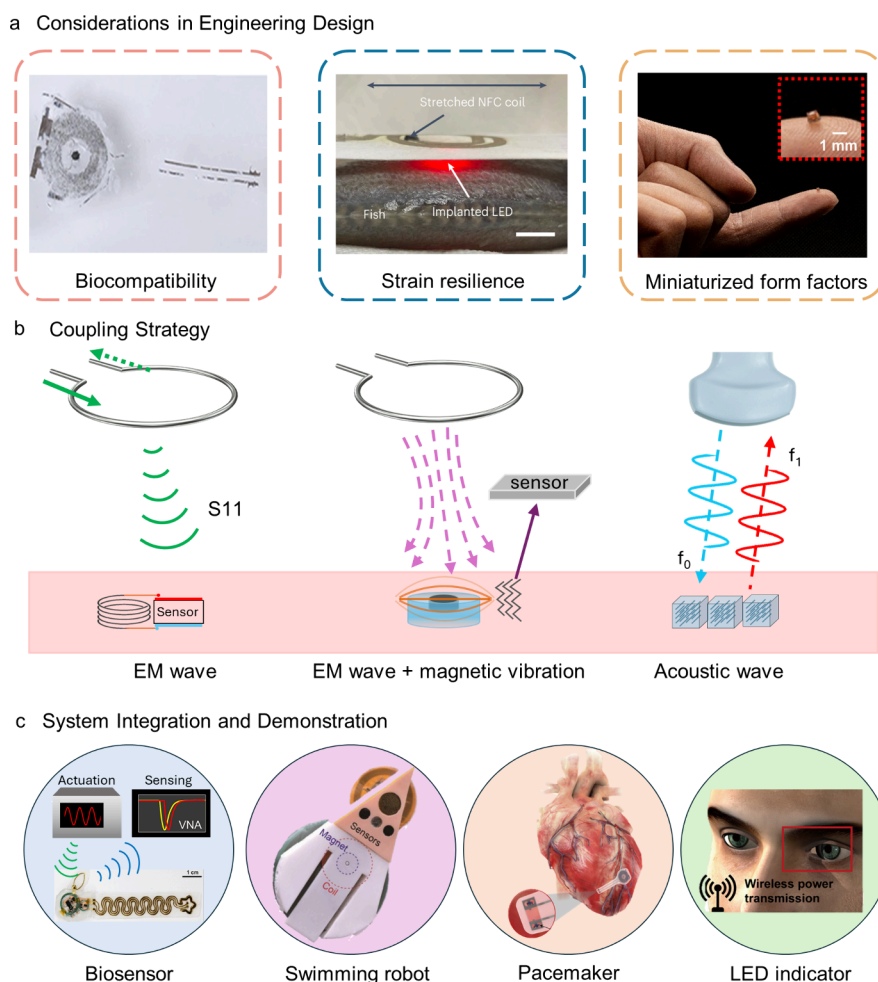 a Considerations in Engineering Design
Stretched NFC coil
Fish
Implanted LED
1 mm
Biocompatibility
Strain resilience
Miniaturized form factors
b Coupling Strategy
S11
sensor
f0
f1
Sensor
EM wave
EM wave + magnetic vibration
Acoustic wave
c System Integration and Demonstration
Actuation
Sensing
VNA
1 cm
Sensors
Magnet
Coil
Wireless power
transmission
Biosensor
Swimming robot
Pacemaker
LED indicator